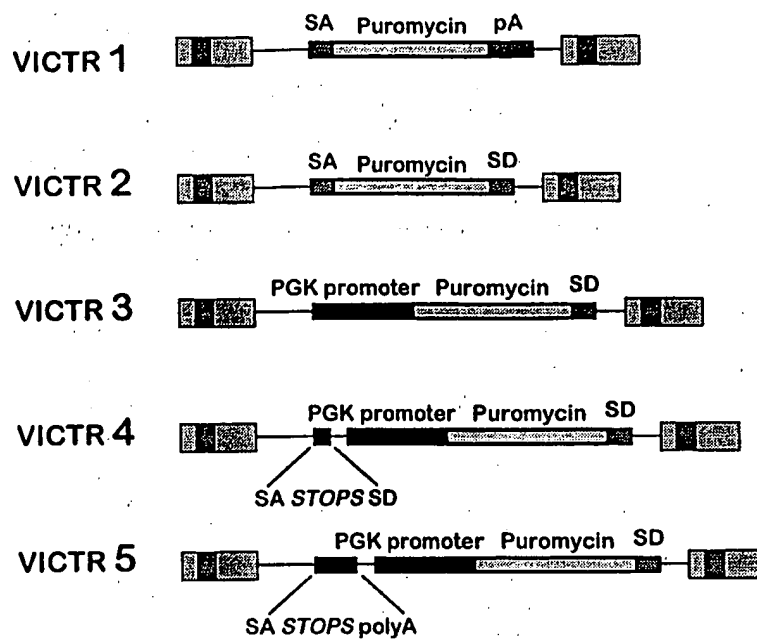 SA Puromycin pA
VICTR 1
SA Puromycin SD
VICTR 2
PGK promoter Puromycin SD
VICTR 3
PGK promoter Puromycin SD
VICTR 4
SA STOPS SD
PGK promoter Puromycin SD
VICTR 5
SA STOPS polyA